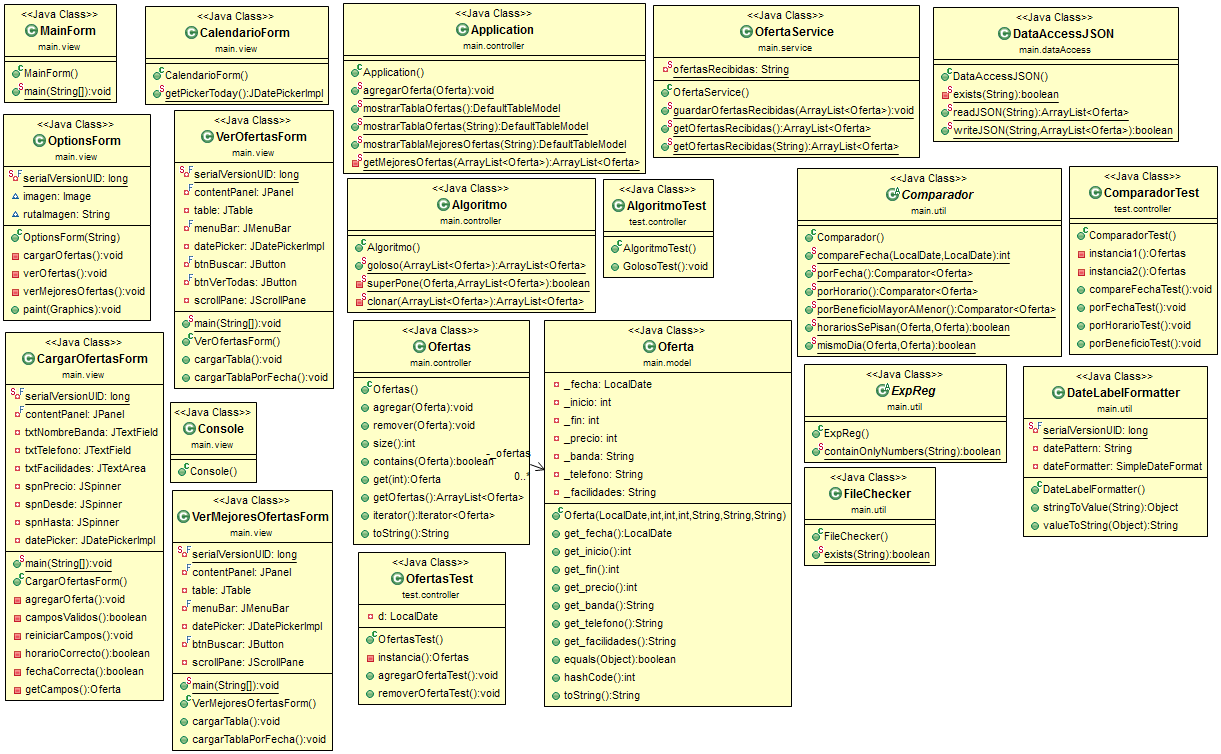 <<Java Class>>
MainForm
main.view
MainForm()
main(String[]):void
<<Java Class>>
CalendarioForm
main.view
CalendarioForm()
getPickerToday():JDatePickerImpl
<<Java Class>>
Application
main.controller
Application()
agregarOferta(Oferta):void
mostrarTablaOfertas():DefaultTableModel
mostrarTablaOfertas(String):DefaultTableModel
mostrarTablaMejoresOfertas(String):DefaultTableModel
getMejoresOfertas(ArrayList<Oferta>):ArrayList<Oferta>
<<Java Class>>
OfertaService
main.service
ofertasRecibidas: String
OfertaService()
guardarOfertasRecibidas(ArrayList<Oferta>):void
getOfertasRecibidas():ArrayList<Oferta>
getOfertasRecibidas(String):ArrayList<Oferta>
<<Java Class>>
DataAccessJSON
main.dataAccess
DataAccessJSON()
exists(String):boolean
readJSON(String):ArrayList<Oferta>
writeJSON(String,ArrayList<Oferta>):boolean
<<Java Class>>
OptionsForm
main.view
serialVersionUID: long
imagen: Image
rutaImagen: String
OptionsForm(String)
cargarOfertas():void
verOfertas():void
verMejoresOfertas():void
paint(Graphics):void
<<Java Class>>
VerOfertasForm
main.view
serialVersionUID: long
contentPanel: JPanel
table: JTable
menuBar: JMenuBar
datePicker: JDatePickerImpl
btnBuscar: JButton
btnVerTodas: JButton
scrollPane: JScrollPane
main(String[]):void
VerOfertasForm()
cargarTabla():void
cargarTablaPorFecha():void
<<Java Class>>
Algoritmo
main.controller
Algoritmo()
goloso(ArrayList<Oferta>):ArrayList<Oferta>
superPone(Oferta,ArrayList<Oferta>):boolean
clonar(ArrayList<Oferta>):ArrayList<Oferta>
<<Java Class>>
AlgoritmoTest
test.controller
AlgoritmoTest()
GolosoTest():void
<<Java Class>>
Comparador
main.util
Comparador()
compareFecha(LocalDate,LocalDate):int
porFecha():Comparator<Oferta>
porHorario():Comparator<Oferta>
porBeneficioMayorAMenor():Comparator<Oferta>
horariosSePisan(Oferta,Oferta):boolean
mismoDia(Oferta,Oferta):boolean
<<Java Class>>
ComparadorTest
test.controller
ComparadorTest()
instancia1():Ofertas
instancia2():Ofertas
compareFechaTest():void
porFechaTest():void
porHorarioTest():void
porBeneficioTest():void
<<Java Class>>
CargarOfertasForm
main.view
serialVersionUID: long
contentPanel: JPanel
txtNombreBanda: JTextField
txtTelefono: JTextField
txtFacilidades: JTextArea
spnPrecio: JSpinner
spnDesde: JSpinner
spnHasta: JSpinner
datePicker: JDatePickerImpl
main(String[]):void
CargarOfertasForm()
agregarOferta():void
camposValidos():boolean
reiniciarCampos():void
horarioCorrecto():boolean
fechaCorrecta():boolean
getCampos():Oferta
<<Java Class>>
Console
main.view
Console()
<<Java Class>>
VerMejoresOfertasForm
main.view
serialVersionUID: long
contentPanel: JPanel
table: JTable
menuBar: JMenuBar
datePicker: JDatePickerImpl
btnBuscar: JButton
scrollPane: JScrollPane
main(String[]):void
VerMejoresOfertasForm()
cargarTabla():void
cargarTablaPorFecha():void
<<Java Class>>
Ofertas
main.controller
Ofertas()
agregar(Oferta):void
remover(Oferta):void
size():int
contains(Oferta):boolean
get(int):Oferta
getOfertas():ArrayList<Oferta>
iterator():Iterator<Oferta>
toString():String
-_ofertas
0..*
<<Java Class>>
Oferta
main.model
_fecha: LocalDate
_inicio: int
_fin: int
_precio: int
_banda: String
_telefono: String
_facilidades: String
Oferta(LocalDate,int,int,int,String,String,String)
get_fecha():LocalDate
get_inicio():int
get_fin():int
get_precio():int
get_banda():String
get_telefono():String
get_facilidades():String
equals(Object):boolean
hashCode():int
toString():String
<<Java Class>>
OfertasTest
test.controller
d: LocalDate
OfertasTest()
instancia():Ofertas
agregarOfertaTest():void
removerOfertaTest():void
<<Java Class>>
ExpReg
main.util
ExpReg()
containOnlyNumbers(String):boolean
<<Java Class>>
FileChecker
main.util
FileChecker()
exists(String):boolean
<<Java Class>>
DateLabelFormatter
main.util
serialVersionUID: long
datePattern: String
dateFormatter: SimpleDateFormat
DateLabelFormatter()
stringToValue(String):Object
valueToString(Object):String